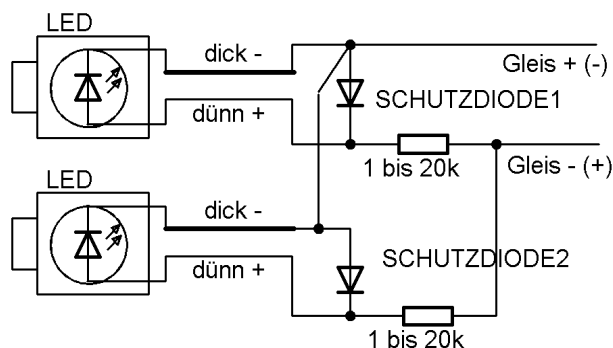 LED
dick -
Gleis + (-)
SCHUTZDIODE1
dünn +
1 bis 20k
Gleis - (+)
LED
dick -
SCHUTZDIODE2
dünn +
1 bis 20k